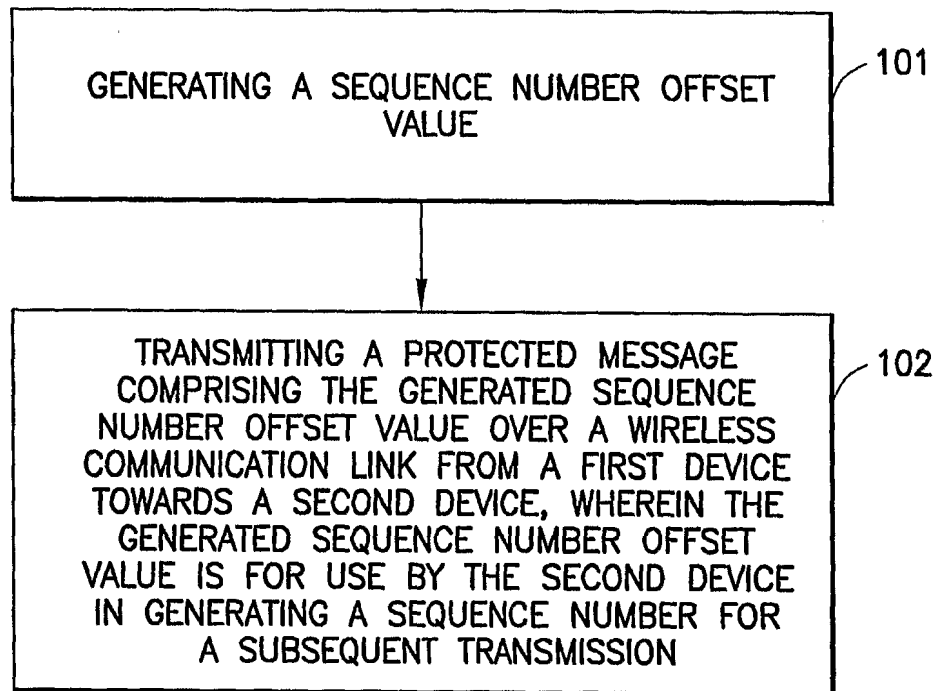 GENERATING A SEQUENCE NUMBER OFFSET
VALUE
101
TRANSMITTING A PROTECTED MESSAGE
COMPRISING THE GENERATED SEQUENCE
NUMBER OFFSET VALUE OVER A WIRELESS
COMMUNICATION LINK FROM A FIRST DEVICE
TOWARDS A SECOND DEVICE, WHEREIN THE
GENERATED SEQUENCE NUMBER OFFSET
VALUE IS FOR USE BY THE SECOND DEVICE
IN GENERATING A SEQUENCE NUMBER FOR
A SUBSEQUENT TRANSMISSION
102